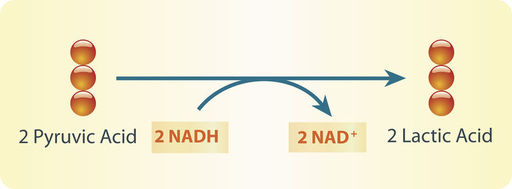 2 Pyruvic Acid
2 NADH
2 NAD+
2 Lactic Acid